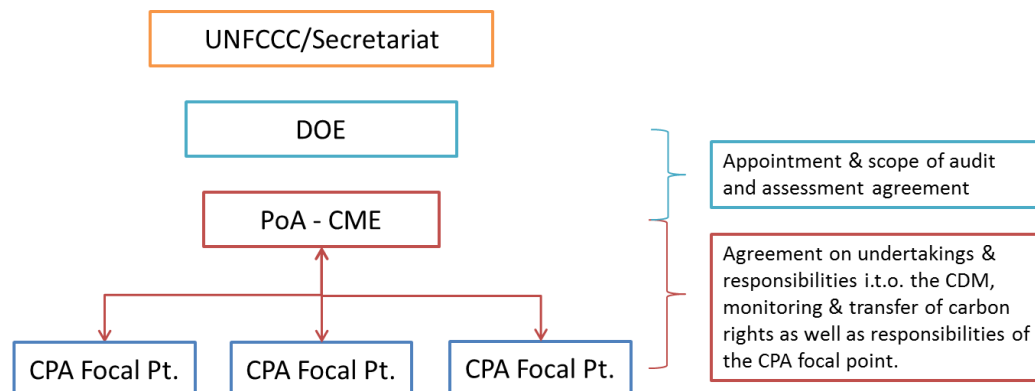 UNFCCC/Secretariat
DOE
Appointment & scope of audit
and assessment agreement
PoA - CME
Agreement on undertakings &
responsibilities i.t.o. the CDM,
monitoring & transfer of carbon
rights as well as responsibilities of
the CPA focal point.
CPA Focal Pt.
CPA Focal Pt.
CPA Focal Pt.